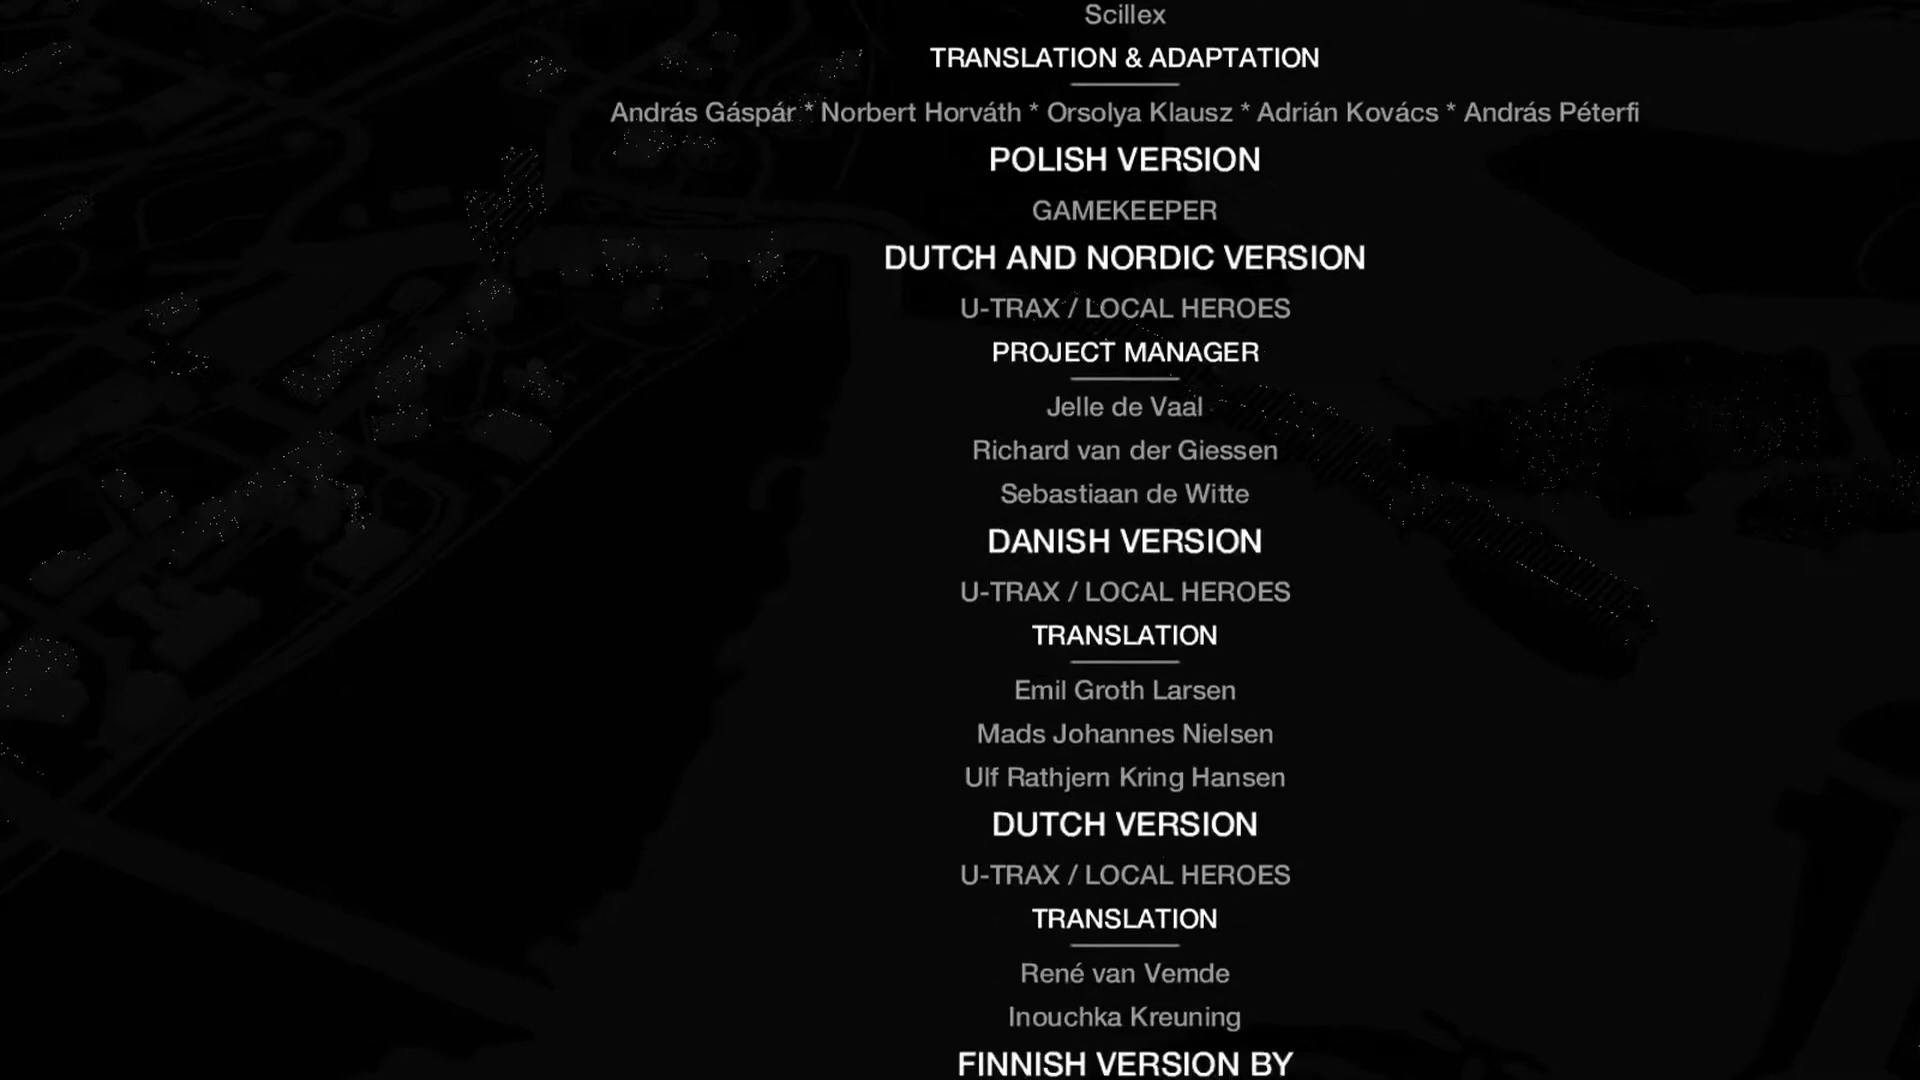 Scillex
TRANSLATION & ADAPTATION
András Gáspár * Norbert Horváth * Orsolya Klausz * Adrián Kovács * András Péterfi
POLISH VERSION
GAMEKEEPER
DUTCH AND NORDIC VERSION
U-TRAX / LOCAL HEROES
PROJECT MANAGER
Jelle de Vaal
Richard van der Giessen
Sebastiaan de Witte
DANISH VERSION
U-TRAX / LOCAL HEROES
TRANSLATION
Emil Groth Larsen
Mads Johannes Nielsen
Ulf Rathjern Kring Hansen
DUTCH VERSION
U-TRAX / LOCAL HEROES
TRANSLATION
René van Vemde
Inouchka Kreuning
FINNISH VERSION BY